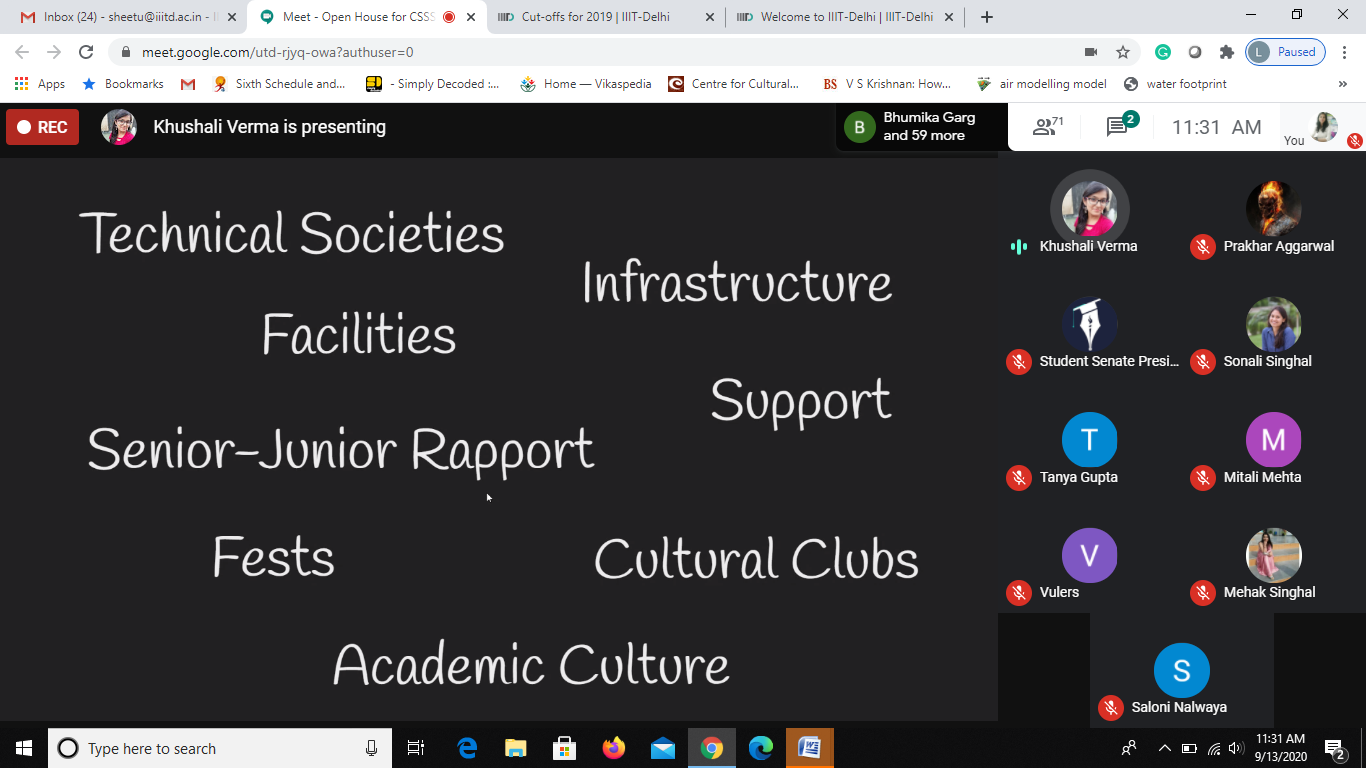 Inbox (24) - sheetu@iiitd.ac.in - I
Meet - Open House for CSSS
Cut-offs for 2019 | IIIT-Delhi
Welcome to IIIT-Delhi | IIIT-Delhi
meet.google.com/utd-rjyq-owa?authuser=0
L Paused
Apps
Bookmarks
Sixth Schedule and...
- Simply Decoded :...
Home — Vikaspedia
Centre for Cultural...
BS V S Krishnan: How...
air modelling model
water footprint
»
REC
Khushali Verma is presenting
B
Bhumika Garg
and 59 more
71
2
11:31 AM
You
Technical Societies
Infrastructure
Facilities
Support
Senior-Junior Rapport
Fests
Cultural Clubs
Academic Culture
Khushali Verma
Prakhar Aggarwal
Student Senate Presi...
Sonali Singhal
T
Tanya Gupta
M
Mitali Mehta
V
Vulers
Mehak Singhal
S
Saloni Nalwaya
Type here to search
11:31 AM
9/13/2020
2